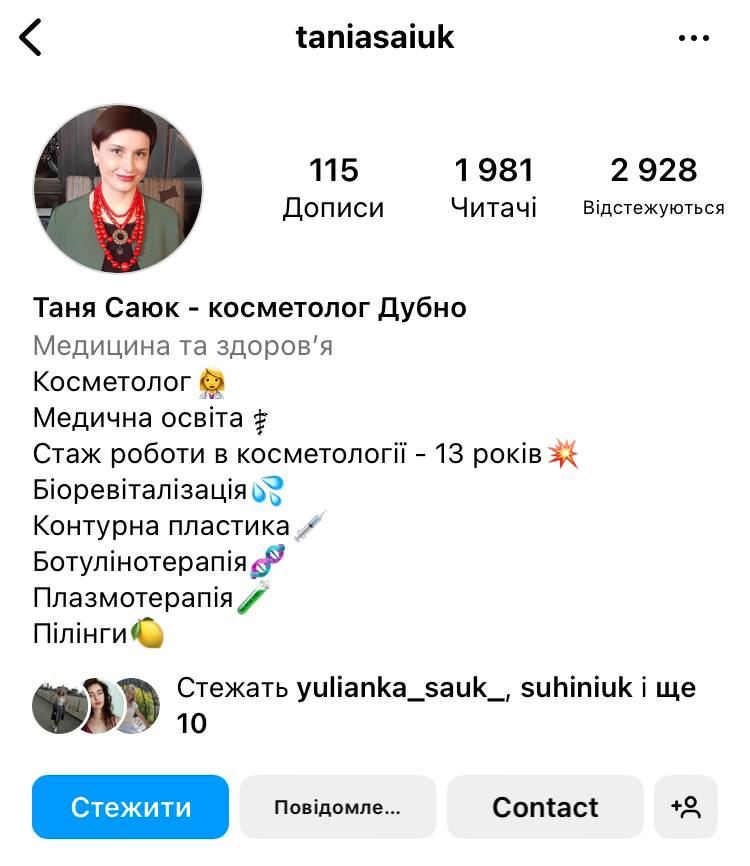 taniasaiuk
115
Дописи
1 981
Читачі
2 928
Відстежуються
Таня Саюк - косметолог Дубно
Медицина та здоров’я
Косметолог👩‍⚕️
Медична освіта ⚕
Стаж роботи в косметології - 13 років💥
Біоревіталізація💦
Контурна пластика💉
Ботулінотерапія🧬
Плазмотерапія🧪
Пілінги🍋
Стежать yulianka_sauk_, suhiniuk і ще
10
Стежити
Повідомле...
Contact